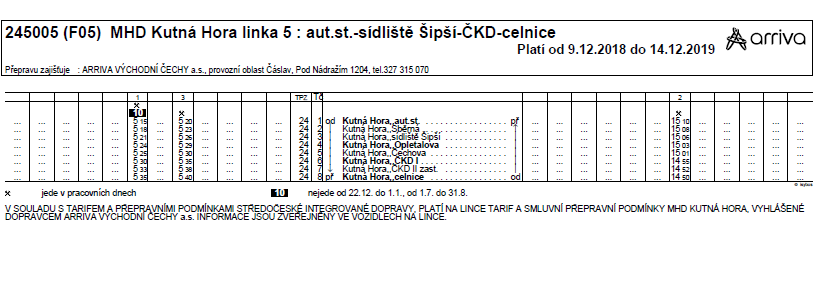 245005 (F05) MHD Kutná Hora linka 5 : aut.st.-sídliště Šipší-ČKD-celnice
Platí od 9.12.2018 do 14.12.2019
arriva
Přepravu zajišťuje : ARRIVA VÝCHODNÍ ČECHY a.s., provozní oblast Čáslav, Pod Nádražím 1204, tel.327 315 070
1 3 TPZ Tč 2
10
5 15 5 20 24 1 od Kutná Hora,,aut.st. př 15 10
5 18 5 23 24 2 Kutná Hora,,Sběrná 15 08
5 21 5 26 24 3 Kutná Hora,,sídliště Šipší 15 06
5 24 5 29 24 4 Kutná Hora,,Opletalova 15 03
5 25 5 30 24 5 Kutná Hora,,Čechova 15 01
5 30 5 35 24 6 Kutná Hora,,ČKD I 14 55
5 33 5 38 24 7 Kutná Hora,,ČKD II zast. 14 52
5 35 5 40 24 8 př Kutná Hora,,celnice od 14 50
jede v pracovních dnech 10 nejede od 22.12. do 1.1., od 1.7. do 31.8.
V SOULADU S TARIFEM A PŘEPRAVNÍMI PODMÍNKAMI STŘEDOČESKÉ INTEGROVANÉ DOPRAVY, PLATÍ NA LINCE TARIF A SMLUVNÍ PŘEPRAVNÍ PODMÍNKY MHD KUTNÁ HORA, VYHLÁŠENÉ
DOPRAVCEM ARRIVA VÝCHODNÍ ČECHY a.s. INFORMACE JSOU ZVEŘEJNĚNY VE VOZIDLECH NA LINCE.